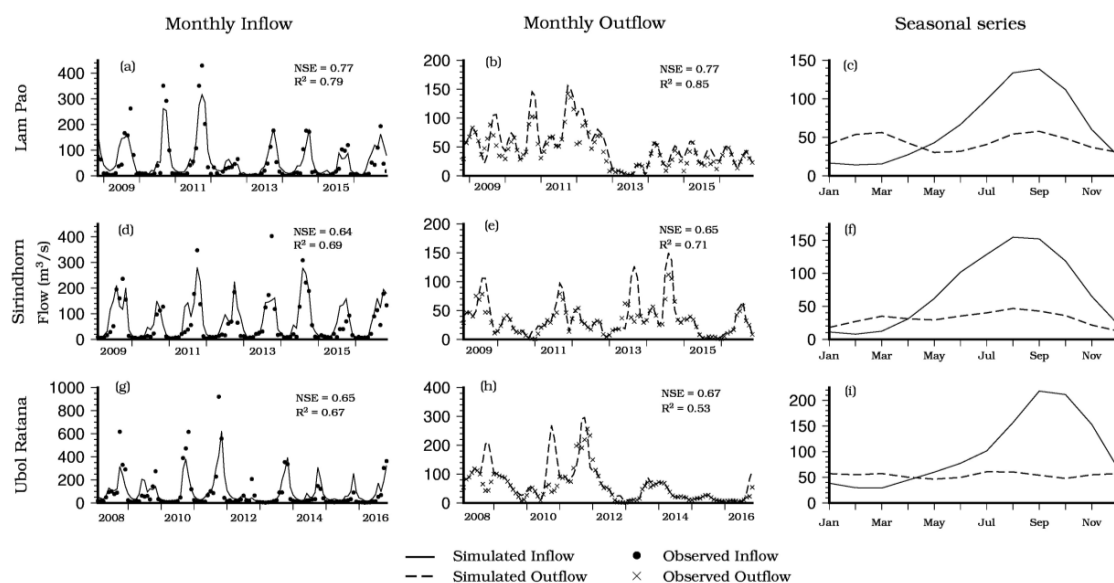 Monthly Inflow Monthly Outflow Seasonal series
Lam Pao
(a) NSE = 0.77
R² = 0.79
400
300
200
100
0
2009 2011 2013 2015
(b) NSE = 0.77
R² = 0.85
200
150
100
50
0
2009 2011 2013 2015
(c)
150
100
50
0
Jan Mar May Jul Sep Nov
Sirindhorn
Flow (m³/s)
(d) NSE = 0.64
R² = 0.69
400
300
200
100
0
2009 2011 2013 2015
(e) NSE = 0.65
R² = 0.71
200
150
100
50
0
2009 2011 2013 2015
(f)
150
100
50
0
Jan Mar May Jul Sep Nov
Ubol Ratana
(g) NSE = 0.65
R² = 0.67
1000
800
600
400
200
0
2008 2010 2012 2014 2016
(h) NSE = 0.67
R² = 0.53
400
300
200
100
0
2008 2010 2012 2014 2016
(i)
200
150
100
50
0
Jan Mar May Jul Sep Nov
Simulated Inflow Observed Inflow
Simulated Outflow Observed Outflow